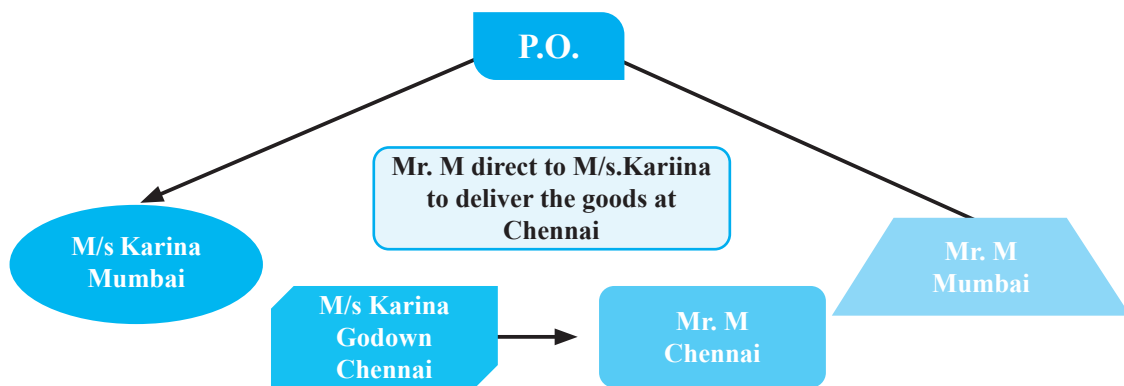 P.O.
Mr. M direct to M/s.Kariina
to deliver the goods at
Chennai
M/s Karina
Mumbai
Mr. M
Mumbai
M/s Karina
Godown
Chennai
Mr. M
Chennai